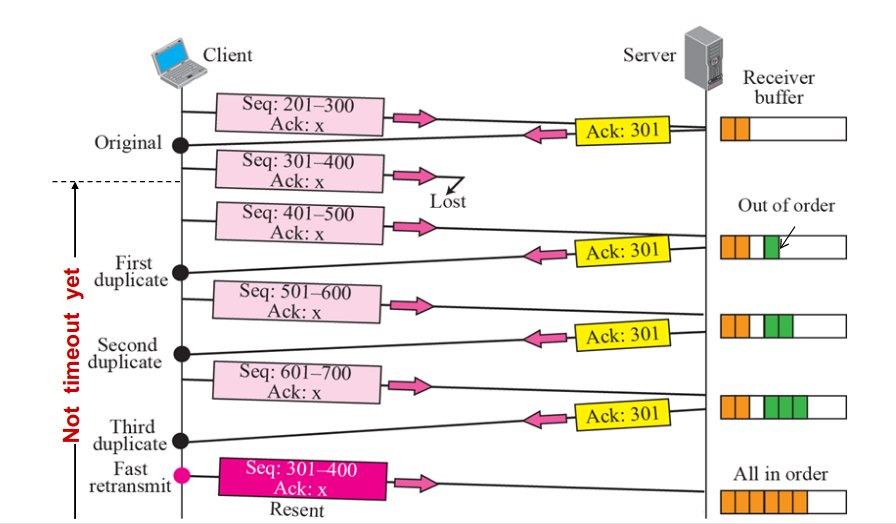 Client
Server
Receiver
buffer
Seq: 201–300
Ack: x
Ack: 301
Original
Seq: 301–400
Ack: x
Lost
Seq: 401–500
Ack: x
Out of order
Ack: 301
First
duplicate
Seq: 501–600
Ack: x
Ack: 301
Second
duplicate
Seq: 601–700
Ack: x
Ack: 301
Third
duplicate
Fast
retransmit
Seq: 301–400
Ack: x
Resent
All in order
Not timeout yet